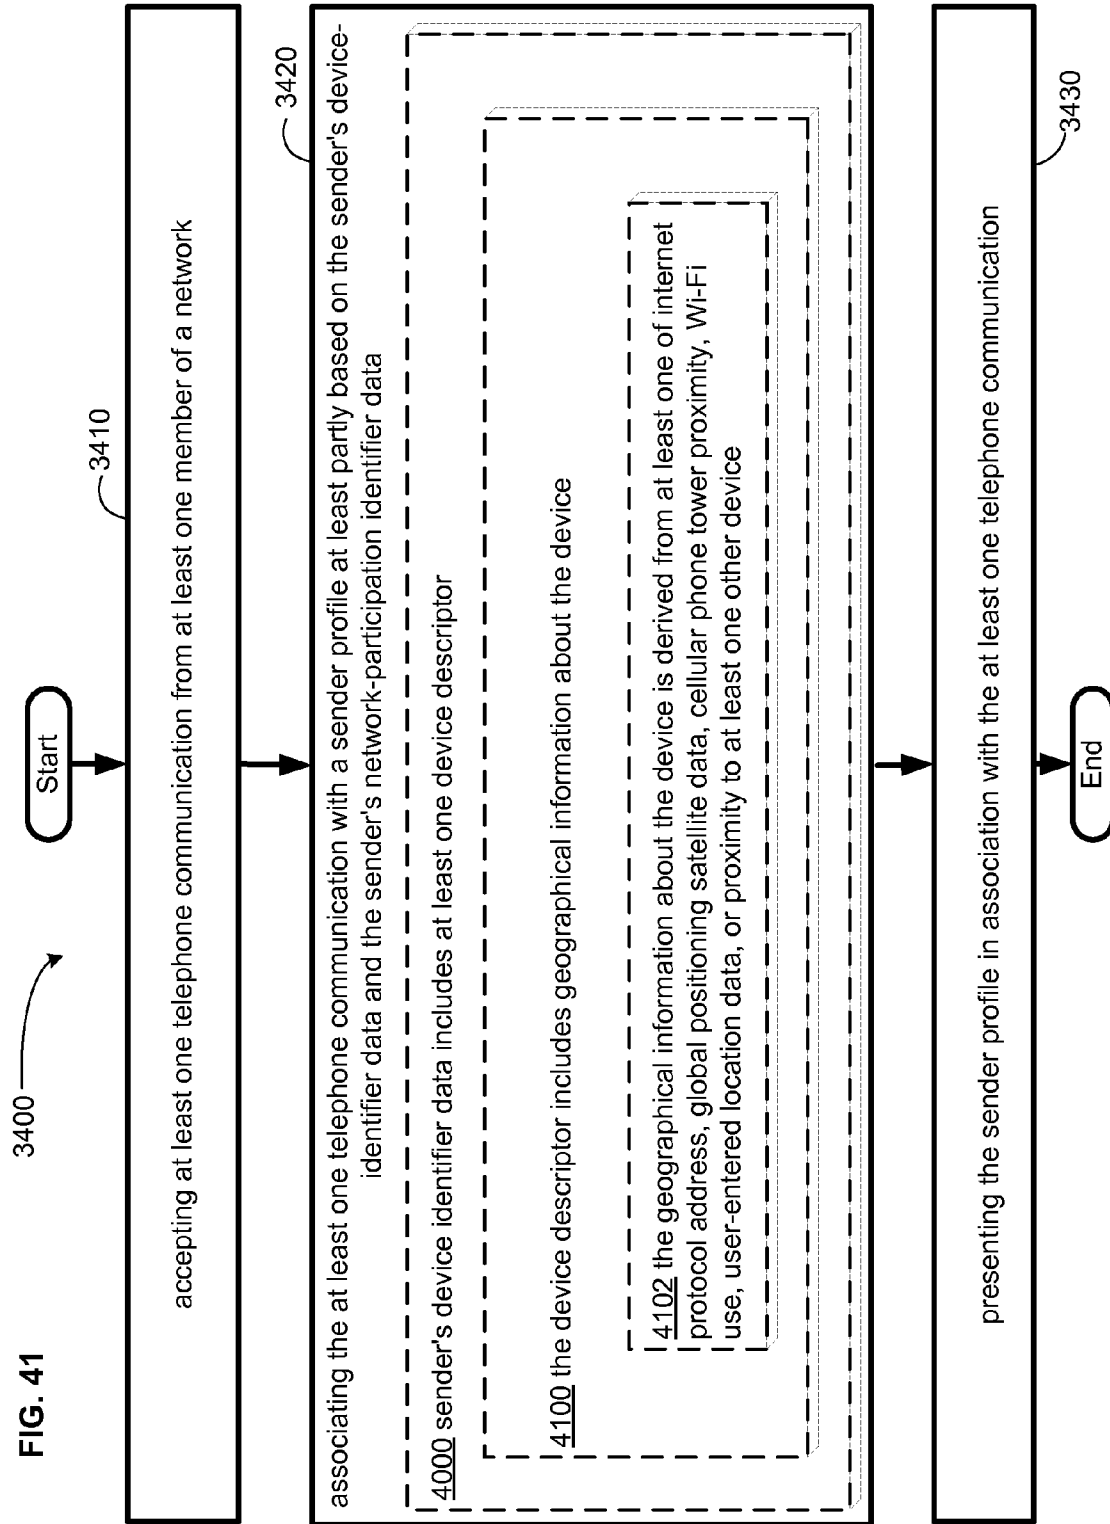 FIG. 41
3400
Start
3410
accepting at least one telephone communication from at least one member of a network
3420
associating the at least one telephone communication with a sender profile at least partly based on the sender's device-
identifier data and the sender's network-participation identifier data
4000 sender's device identifier data includes at least one device descriptor
4100 the device descriptor includes geographical information about the device
4102 the geographical information about the device is derived from at least one of internet
protocol address, global positioning satellite data, cellular phone tower proximity, Wi-Fi
use, user-entered location data, or proximity to at least one other device
3430
presenting the sender profile in association with the at least one telephone communication
End